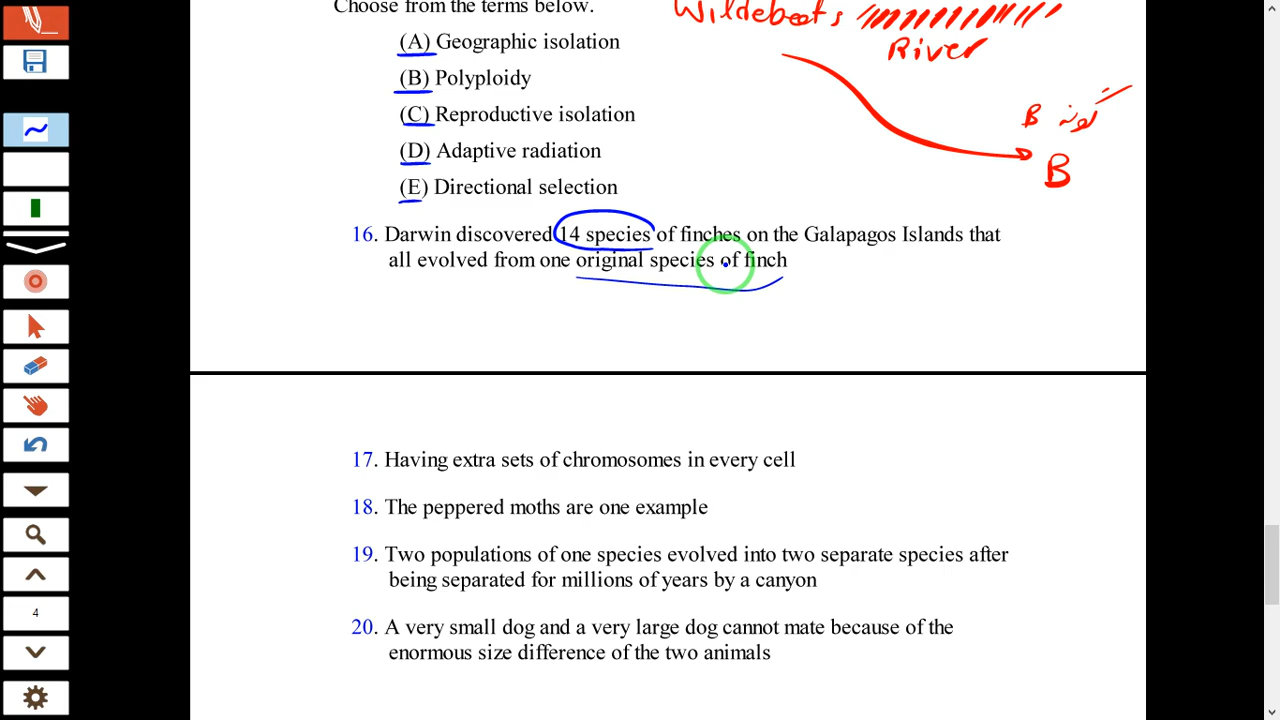 Choose from the terms below.
Wildebeats
River
(A) Geographic isolation
(B) Polyploidy
(C) Reproductive isolation
(D) Adaptive radiation
(E) Directional selection
گونه B
B
16. Darwin discovered 14 species of finches on the Galapagos Islands that
all evolved from one original species of finch
17. Having extra sets of chromosomes in every cell
18. The peppered moths are one example
19. Two populations of one species evolved into two separate species after
being separated for millions of years by a canyon
20. A very small dog and a very large dog cannot mate because of the
enormous size difference of the two animals
4